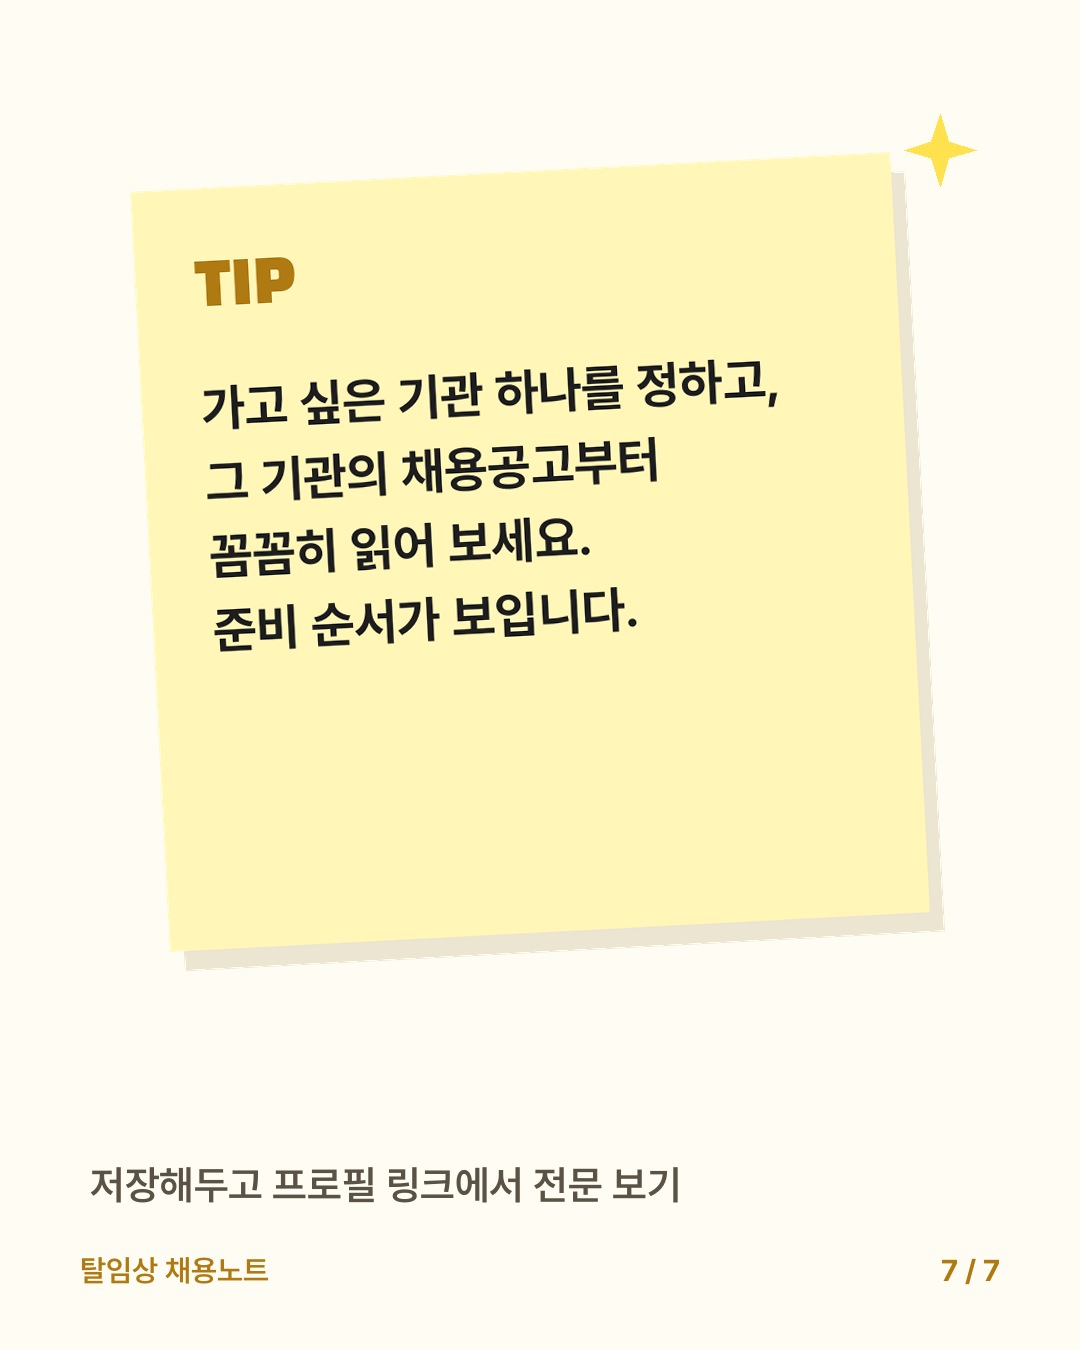 TIP
가고 싶은 기관 하나를 정하고,
그 기관의 채용공고부터
꼼꼼히 읽어 보세요.
준비 순서가 보입니다.
저장해두고 프로필 링크에서 전문 보기
탈임상 채용노트
7 / 7